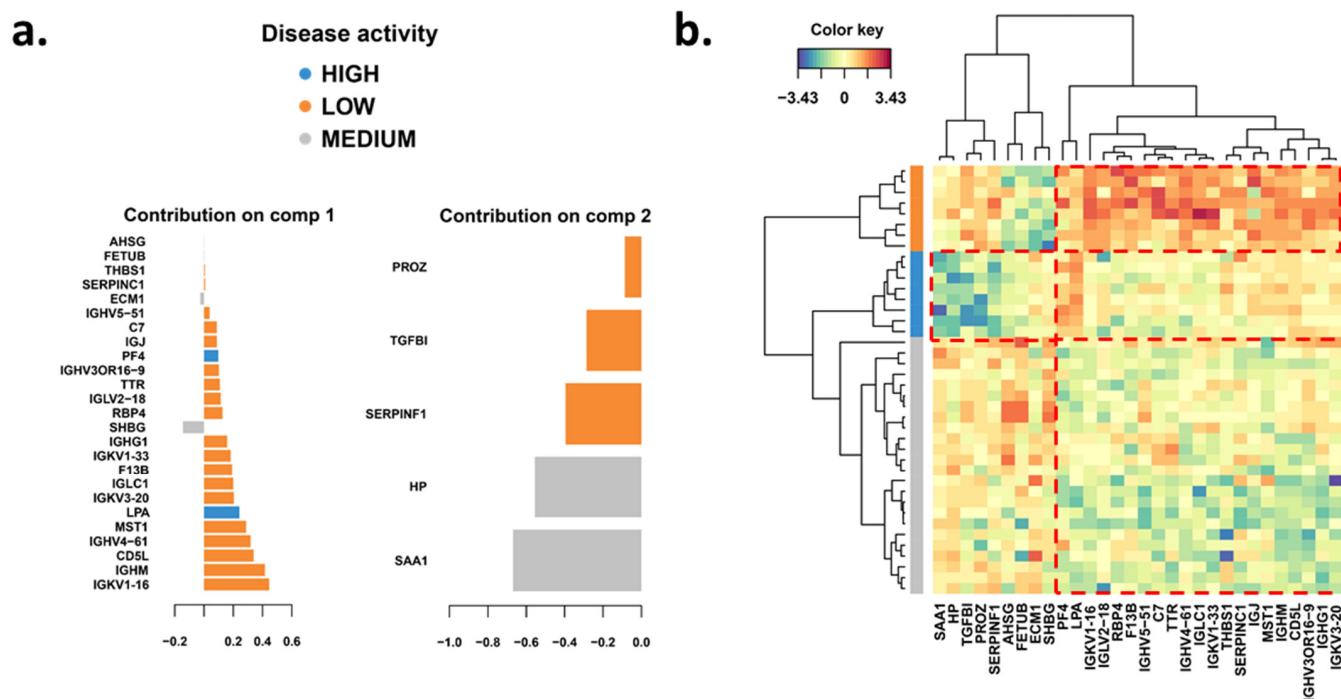 a.
Disease activity
HIGH
LOW
MEDIUM
Contribution on comp 1
AHSG
FETUB
THBS1
SERPINC1
ECM1
IGHV5−51
C7
IGJ
PF4
IGHV3OR16−9
TTR
IGLV2−18
RBP4
SHBG
IGHG1
IGKV1−33
F13B
IGLC1
IGKV3−20
LPA
MST1
IGHV4−61
CD5L
IGHM
IGKV1−16
−0.2 0.2 0.4 0.6
Contribution on comp 2
PROZ
TGFBI
SERPINF1
HP
SAA1
−1.0 −0.8 −0.6 −0.4 −0.2 0.0
b.
Color key
−3.43 0 3.43
SAA1
HP
TGFBI
PROZ
SERPINF1
AHSG
FETUB
ECM1
SHBG
PF4
LPA
IGKV1−16
IGLV2−18
RBP4
F13B
IGHV5−51
C7
TTR
IGHV4−61
IGLC1
IGKV1−33
THBS1
SERPINC1
IGJ
MST1
IGHM
CD5L
IGHV3OR16−9
IGHG1
IGKV3−20